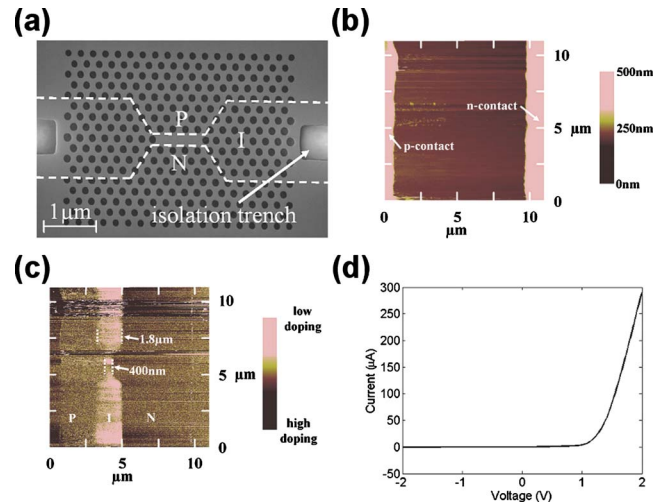 (a)
P
N
I
isolation trench
1μm
(b)
10
5
0
μm
n-contact
p-contact
0
5
10
μm
500nm
250nm
0nm
(c)
1.8μm
400nm
P
I
N
10
5
0
μm
0
5
10
μm
low
doping
high
doping
(d)
300
250
200
150
100
50
0
-50
Current (μA)
-2
-1
0
1
2
Voltage (V)